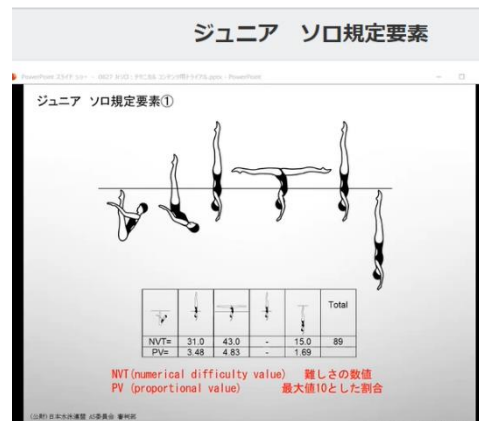 ジュニア ソロ規定要素
ジュニア ソロ規定要素①
Total
NVT= 31.0 43.0 - 15.0 89
PV= 3.48 4.83 - 1.69
NVT(numerical difficulty value) 難しさの数値
PV (proportional value) 最大値10とした割合
(公財)日本水泳連盟 AS委員会 審判部